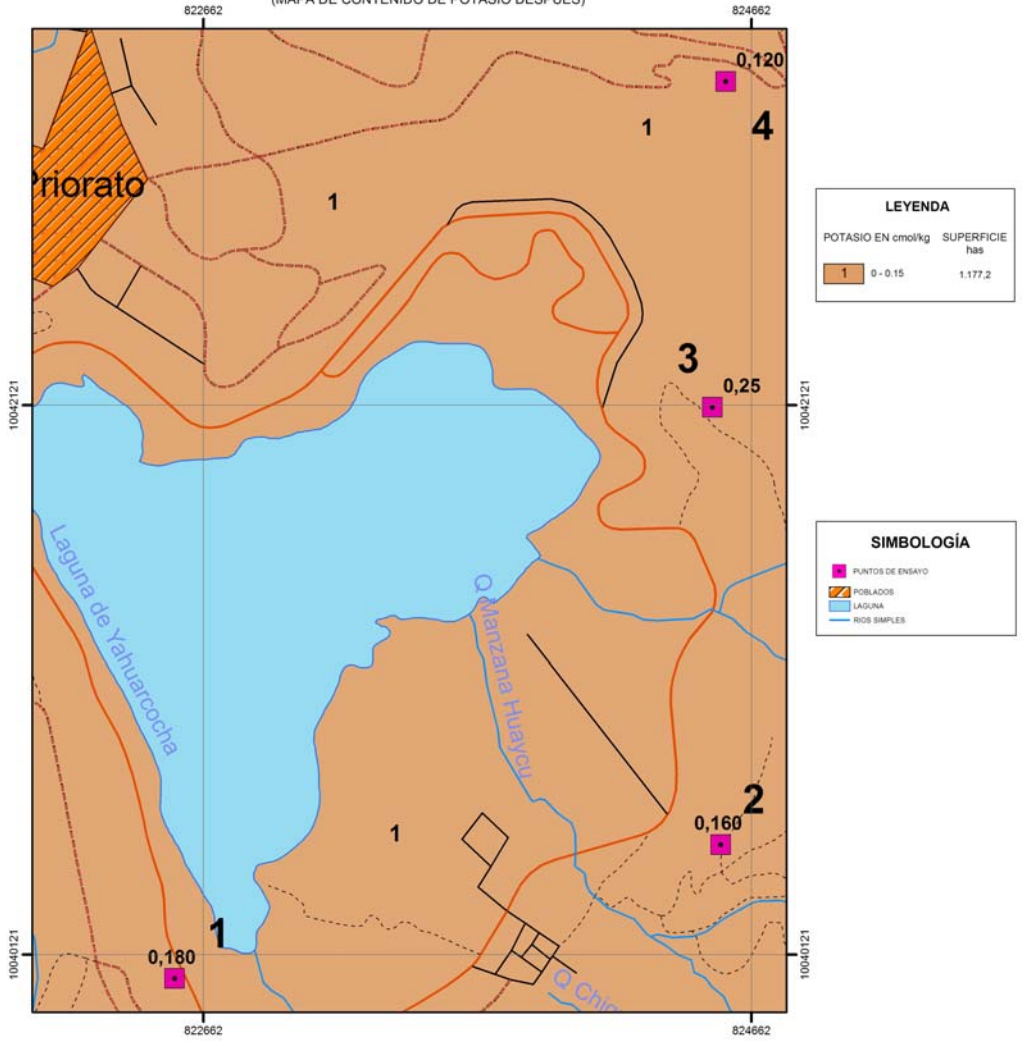 (MAPA DE CONTENIDO DE POTASIO DESPUÉS)
822662
824662
0,120
4
1
Priorato
1
3
0,25
10042121
10042121
Laguna de Yahuarcocha
Q Manzana Huaycu
2
0,160
1
1
0,180
10040121
10040121
Q Chiq
822662
824662
LEYENDA
POTASIO EN cmol/kg SUPERFICIE
has
1 0 - 0.15 1.177,2
SIMBOLOGÍA
PUNTOS DE ENSAYO
POBLADOS
LAGUNA
RIOS SIMPLES